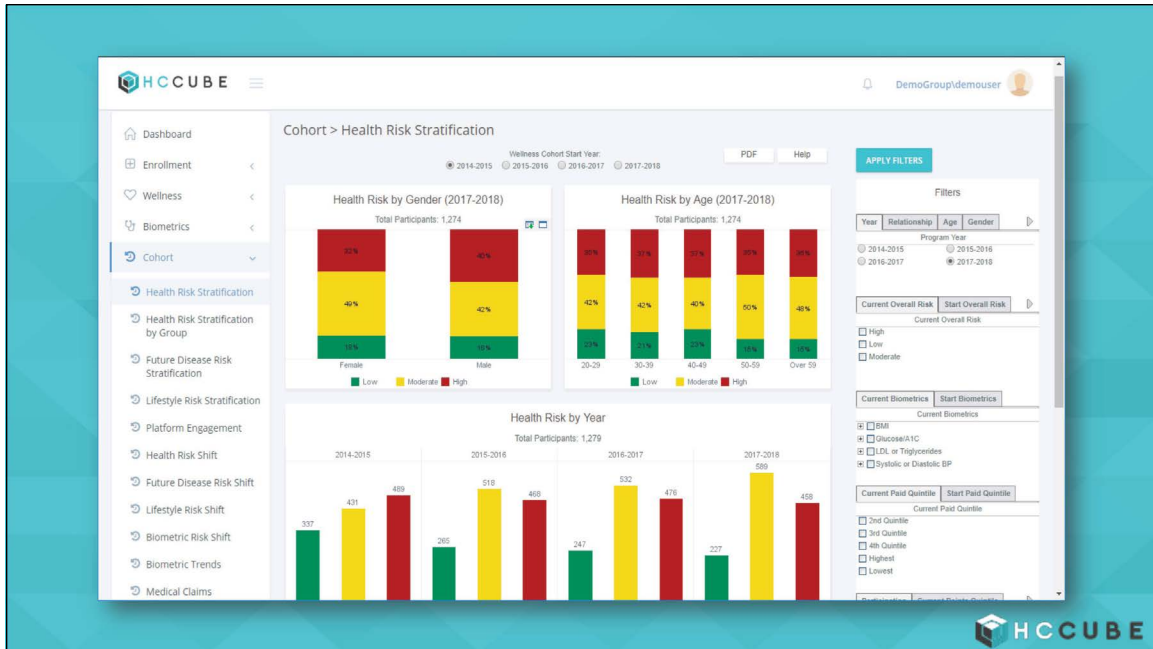 HCCUBE
DemoGroup\demouser
Dashboard
Enrollment
Wellness
Biometrics
Cohort
Health Risk Stratification
Health Risk Stratification
by Group
Future Disease Risk
Stratification
Lifestyle Risk Stratification
Platform Engagement
Health Risk Shift
Future Disease Risk Shift
Lifestyle Risk Shift
Biometric Risk Shift
Biometric Trends
Medical Claims
Cohort > Health Risk Stratification
Wellness Cohort Start Year:
2014-2015 2015-2016 2016-2017 2017-2018
PDF Help
Health Risk by Gender (2017-2018)
Total Participants: 1,274
49% 42%
Female Male
Low Moderate High
Health Risk by Age (2017-2018)
Total Participants: 1,274
42% 42% 40% 50% 48%
20-29 30-39 40-49 50-59 Over 59
Low Moderate High
Health Risk by Year
Total Participants: 1,279
2014-2015 2015-2016 2016-2017 2017-2018
337 431 489 265 518 468 247 532 476 227 589 458
APPLY FILTERS
Filters
Year Relationship Age Gender
Program Year
2014-2015 2015-2016
2016-2017 2017-2018
Current Overall Risk Start Overall Risk
Current Overall Risk
High
Low
Moderate
Current Biometrics Start Biometrics
Current Biometrics
BMI
Glucose/A1C
LDL or Triglycerides
Systolic or Diastolic BP
Current Paid Quintile Start Paid Quintile
Current Paid Quintile
2nd Quintile
3rd Quintile
4th Quintile
Highest
Lowest
HCCUBE